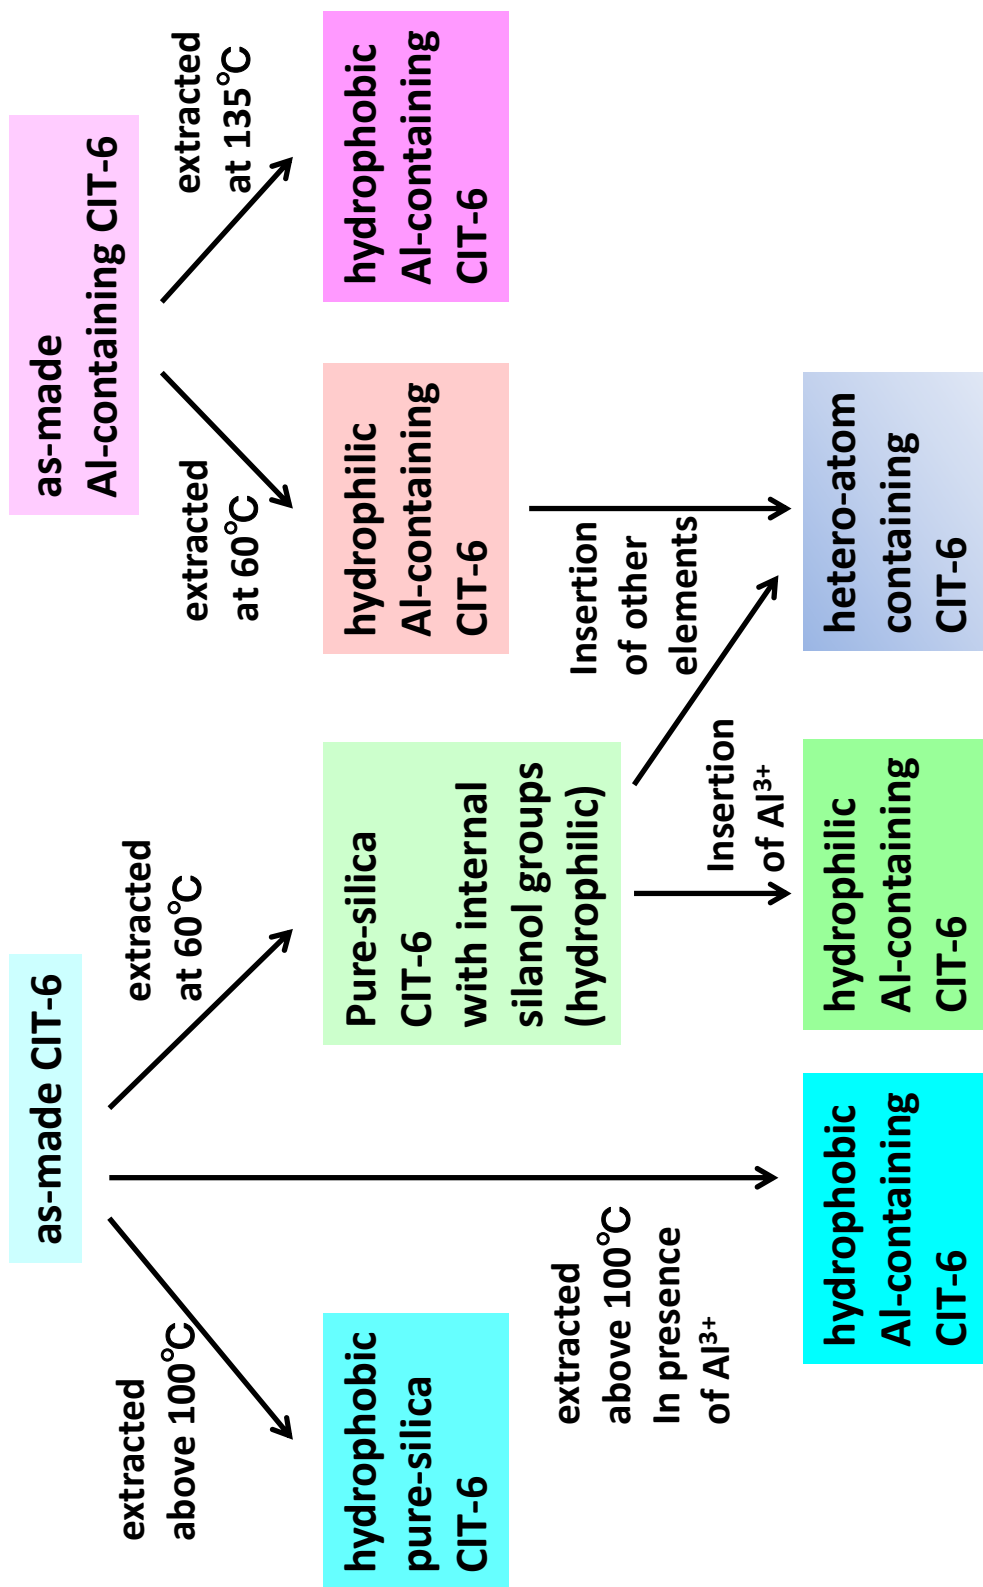 as-made CIT-6
as-made
Al-containing CIT-6
extracted
above 100℃
extracted
at 60℃
extracted
at 60℃
extracted
at 135℃
hydrophobic
pure-silica
CIT-6
Pure-silica
CIT-6
with internal
silanol groups
(hydrophilic)
hydrophilic
Al-containing
CIT-6
hydrophobic
Al-containing
CIT-6
extracted
above 100℃
In presence
of Al³⁺
Insertion
of Al³⁺
Insertion
of other
elements
hydrophobic
Al-containing
CIT-6
hydrophilic
Al-containing
CIT-6
hetero-atom
containing
CIT-6